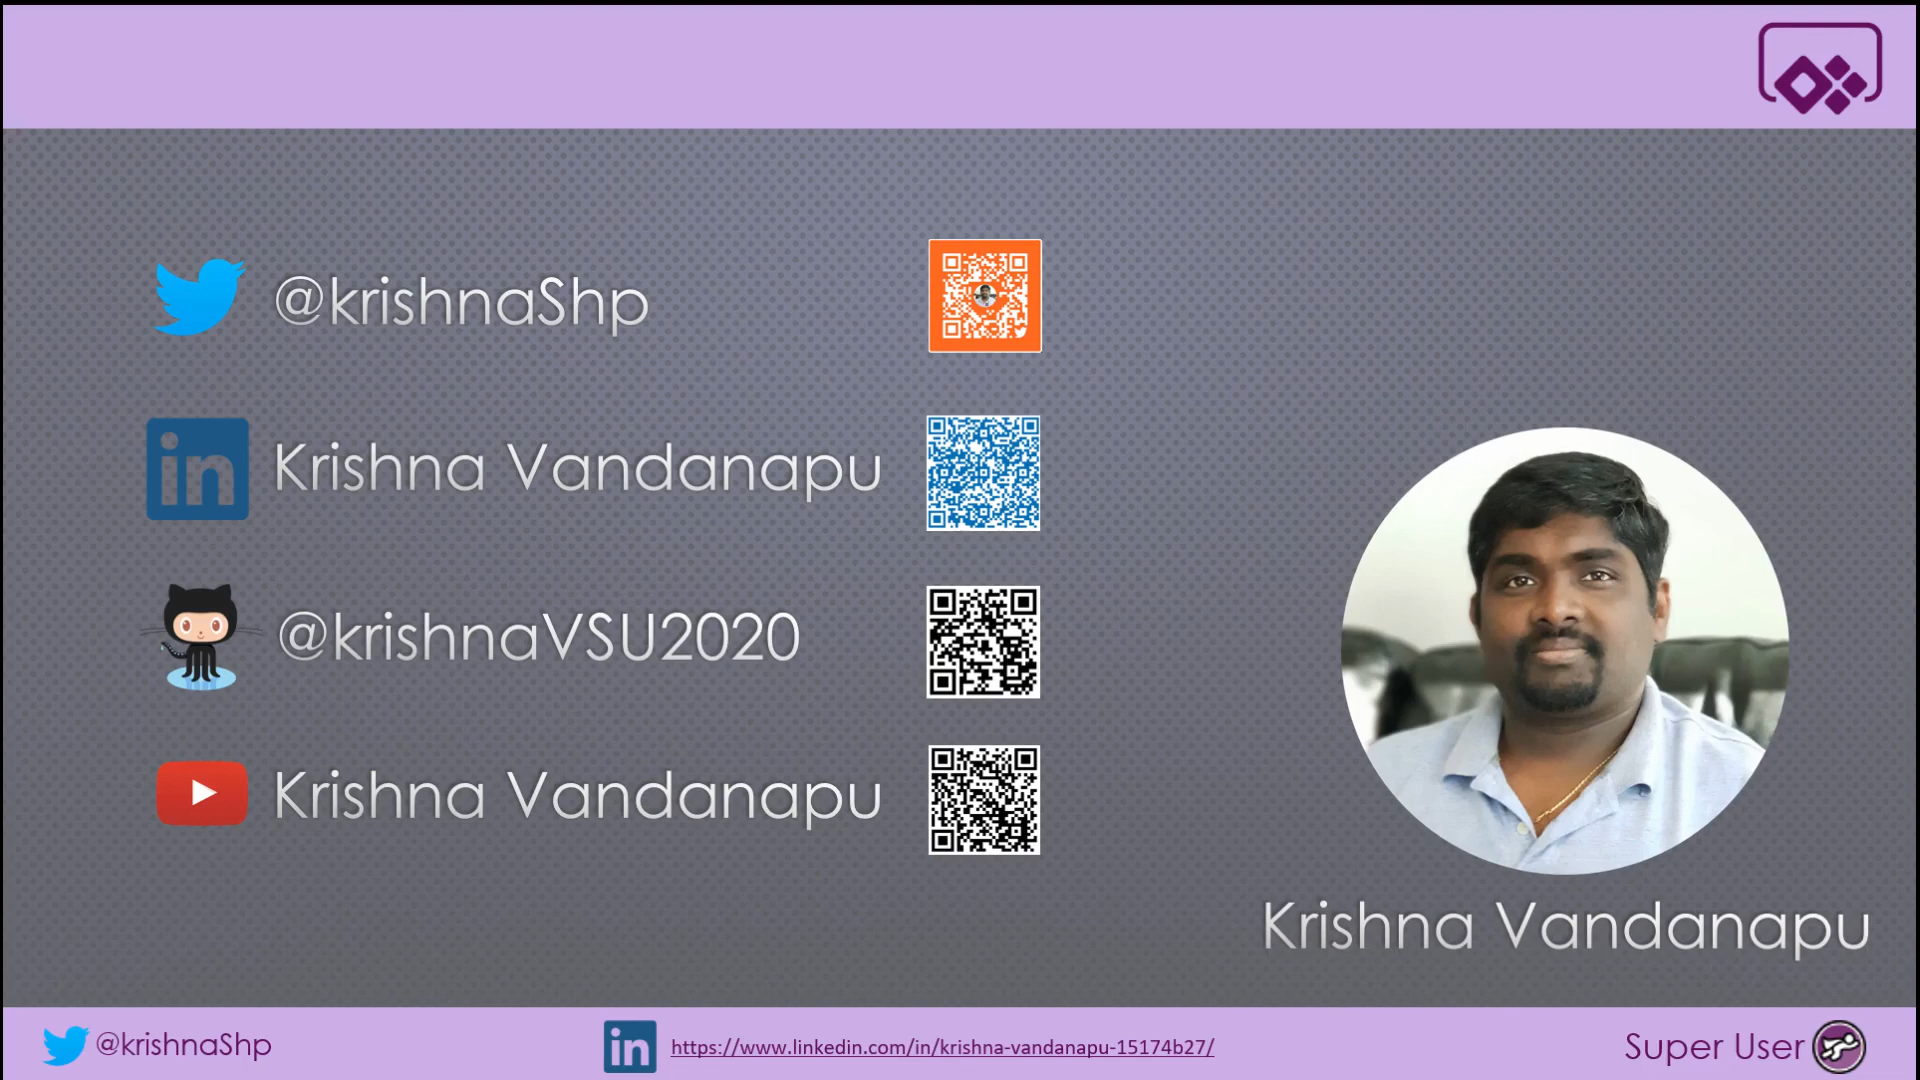 @krishnaShp
Krishna Vandanapu
@krishnaVSU2020
Krishna Vandanapu
Krishna Vandanapu
@krishnaShp
https://www.linkedin.com/in/krishna-vandanapu-15174b27/
Super User